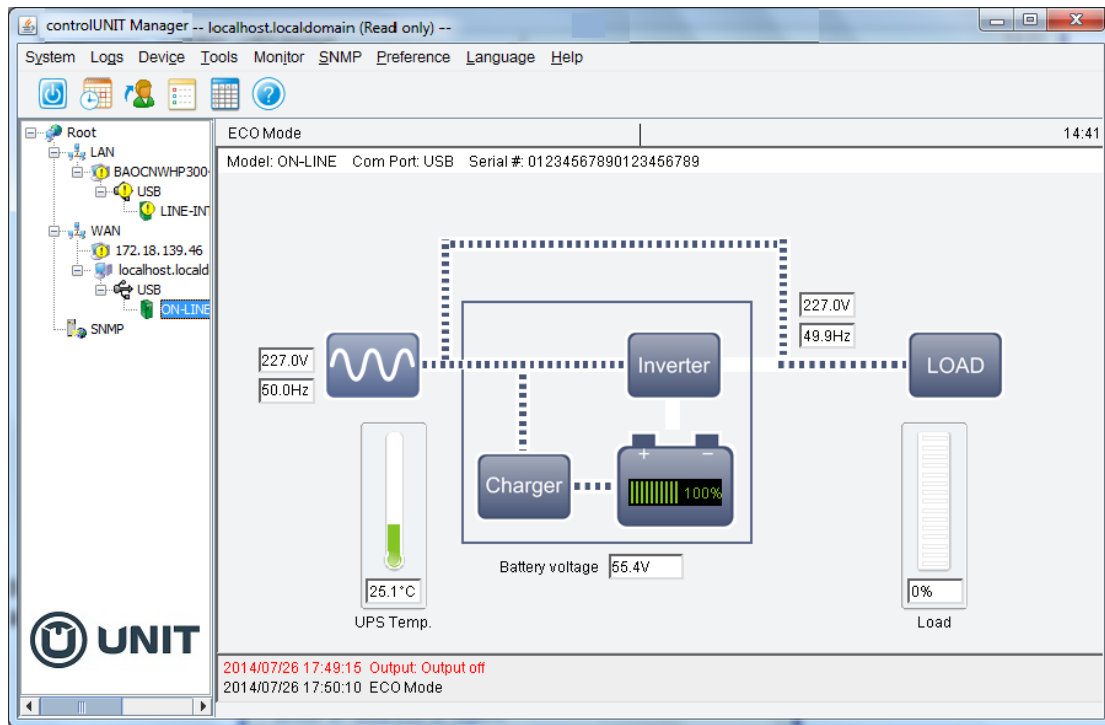 controlUNIT Manager -- localhost.localdomain (Read only) --
System Logs Device Tools Monitor SNMP Preference Language Help
Root
LAN
BAOCNWHP300-
USB
LINE-INT
WAN
172.18.139.46
localhost.locald
USB
ON-LINE
SNMP
UNIT
ECO Mode 14:41
Model: ON-LINE Com Port: USB Serial #: 01234567890123456789
227.0V
49.9Hz
227.0V
50.0Hz
Inverter
LOAD
Charger
+ −
100%
Battery voltage 55.4V
25.1°C
UPS Temp.
0%
Load
2014/07/26 17:49:15 Output: Output off
2014/07/26 17:50:10 ECO Mode